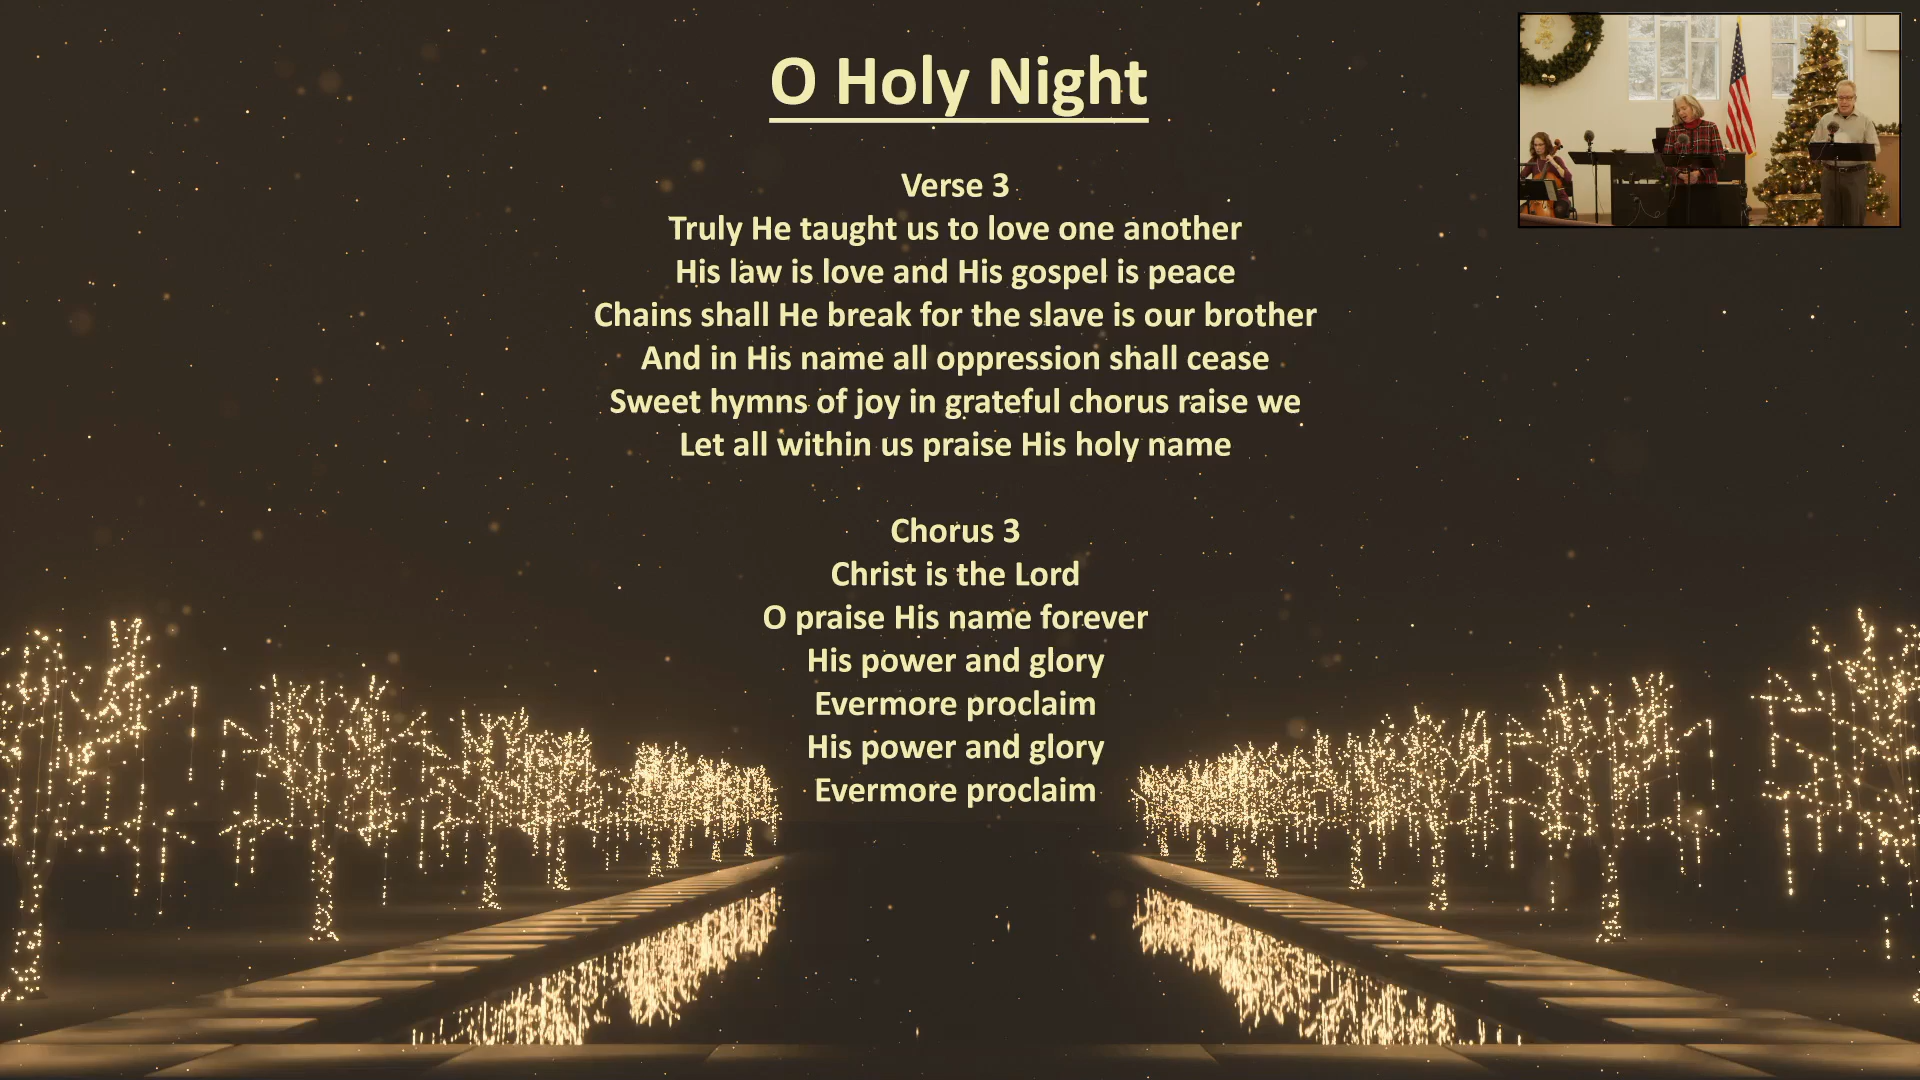 O Holy Night
Verse 3
Truly He taught us to love one another
His law is love and His gospel is peace
Chains shall He break for the slave is our brother
And in His name all oppression shall cease
Sweet hymns of joy in grateful chorus raise we
Let all within us praise His holy name
Chorus 3
Christ is the Lord
O praise His name forever
His power and glory
Evermore proclaim
His power and glory
Evermore proclaim